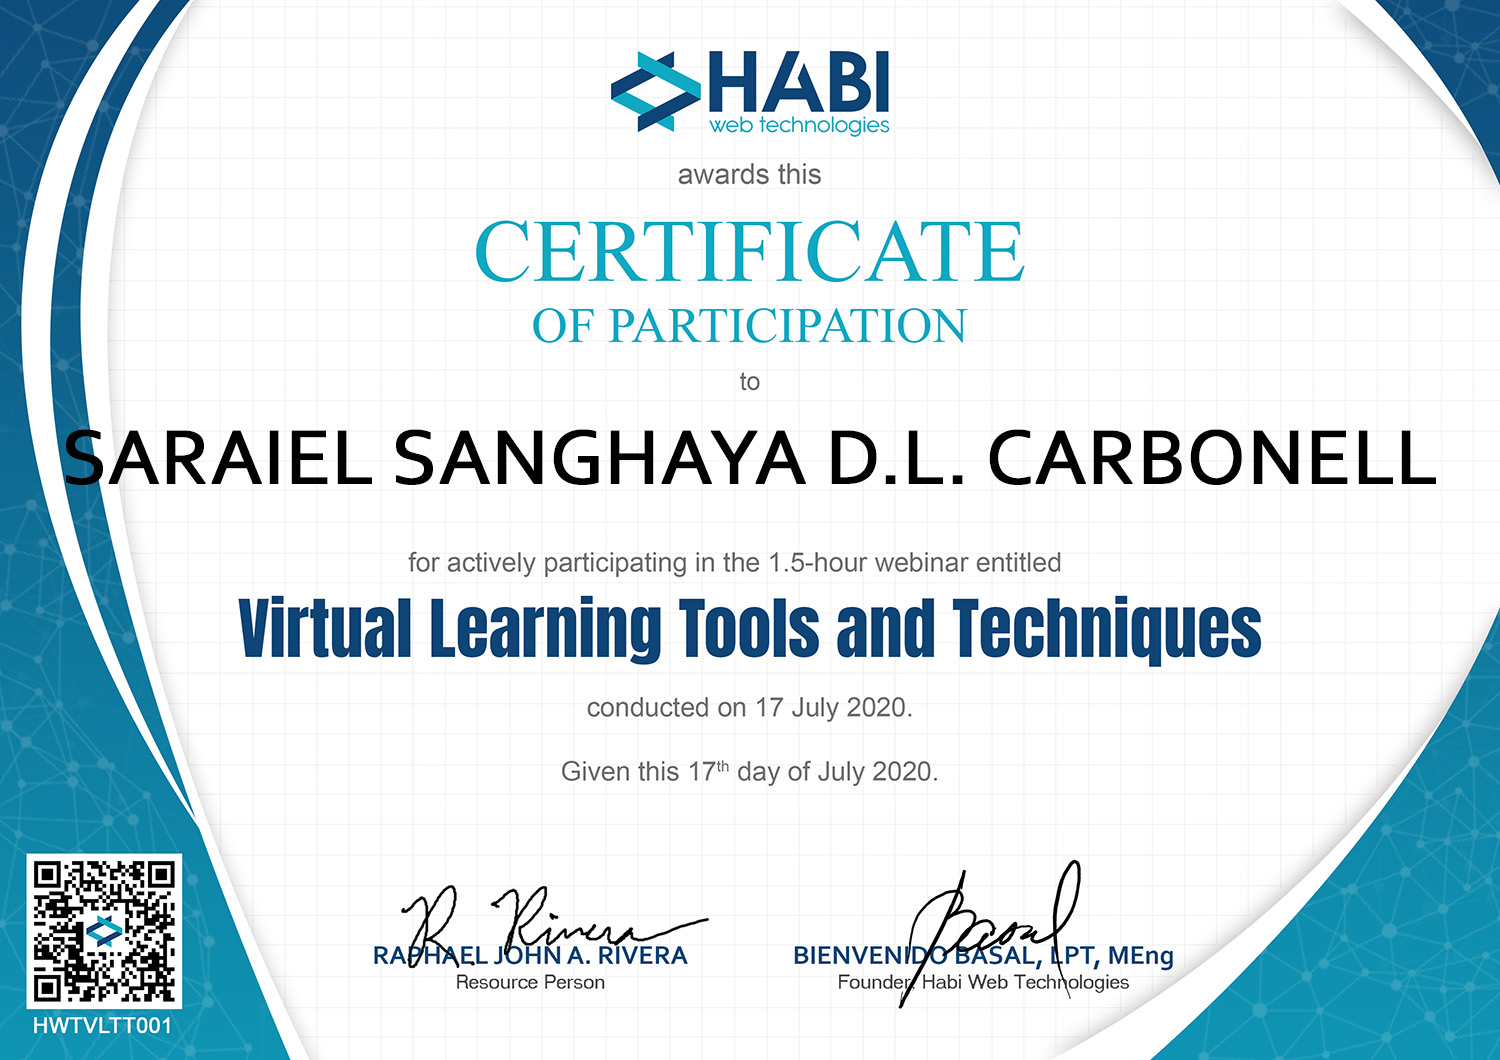 HABI
web technologies
awards this
CERTIFICATE
OF PARTICIPATION
to
SARAIEL SANGHAYA D.L. CARBONELL
for actively participating in the 1.5-hour webinar entitled
Virtual Learning Tools and Techniques
conducted on 17 July 2020.
Given this 17th day of July 2020.
R. Rivera
RAPHAEL JOHN A. RIVERA
Resource Person
Basal
BIENVENIDO BASAL, LPT, MEng
Founder, Habi Web Technologies
HWTVLTT001